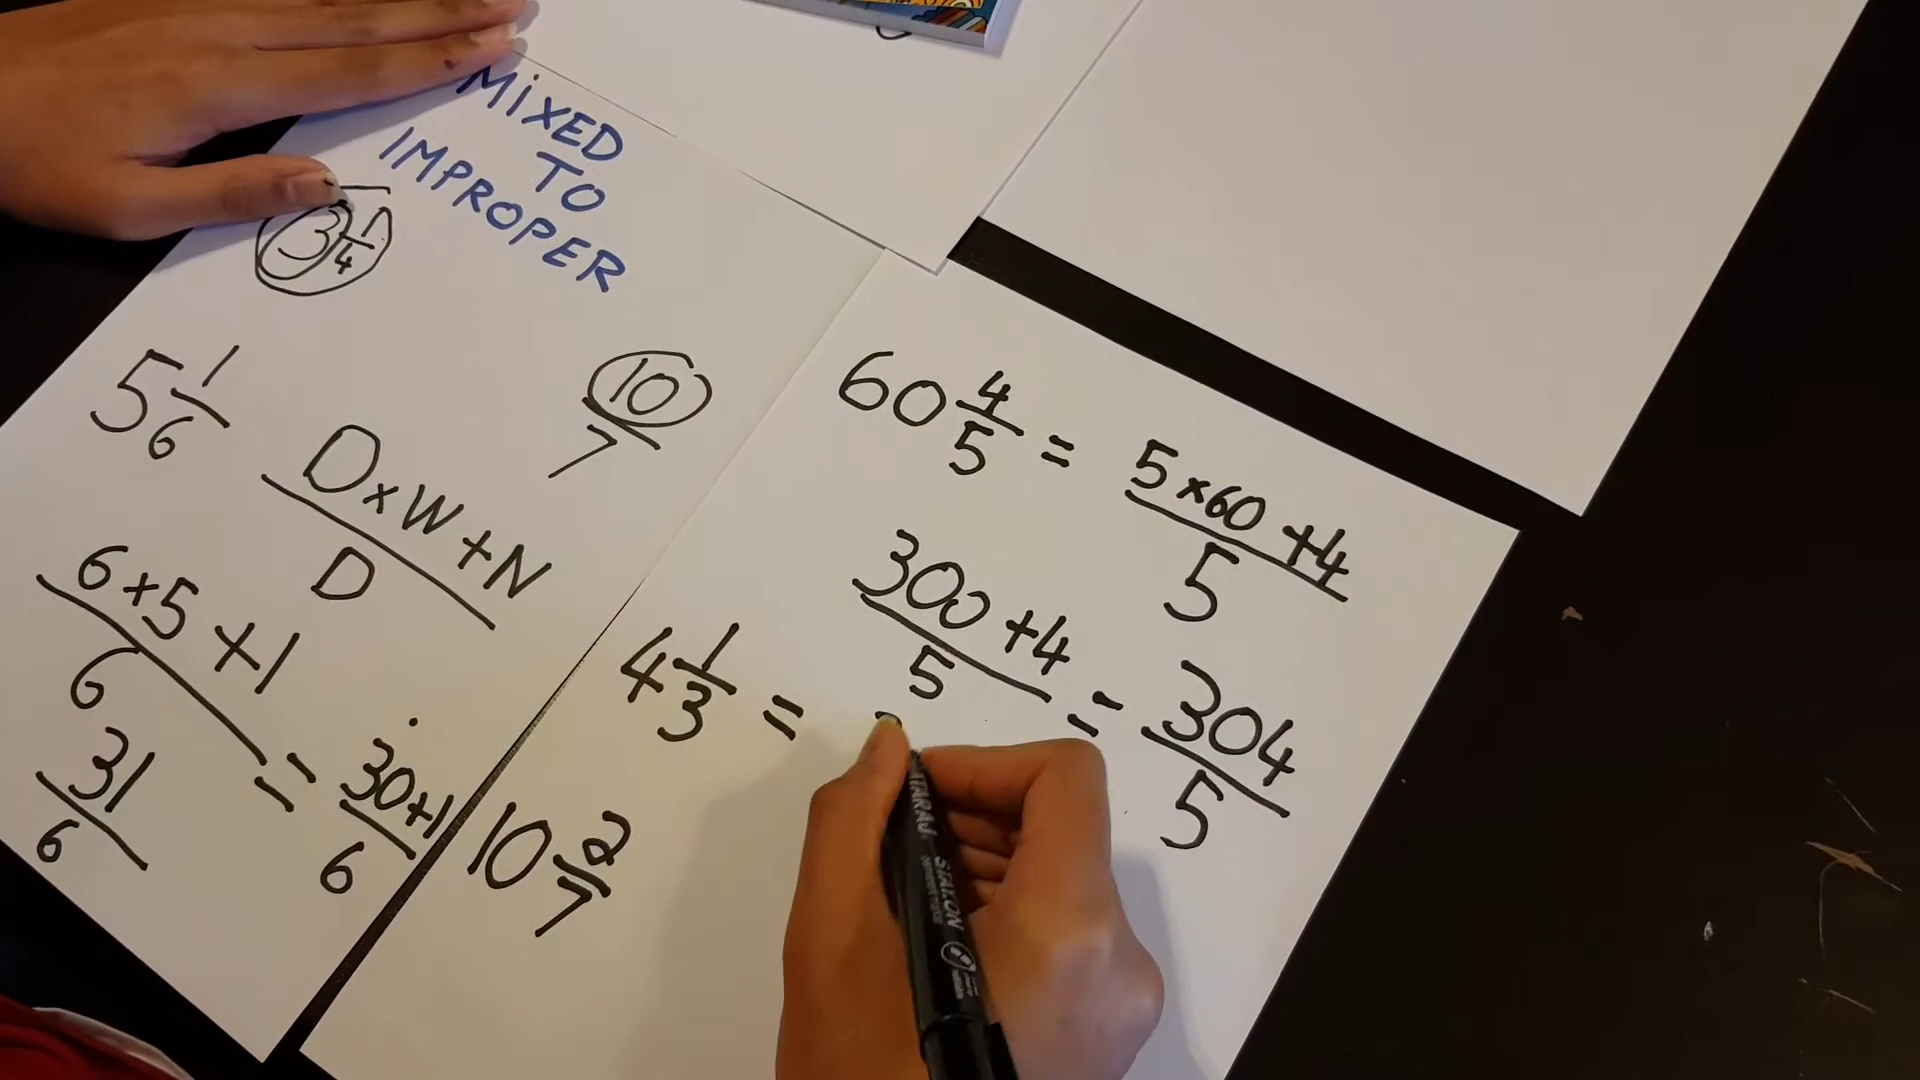 MiXED
TO
IMPROPER
3 1/4
5 1/6
10/7
D×W+N
D
6×5+1
6
= 30+1
6
31
6
60 4/5 = 5×60+4
5
300+4
5
= 304
5
4 1/3 =
10 2/7
STALION